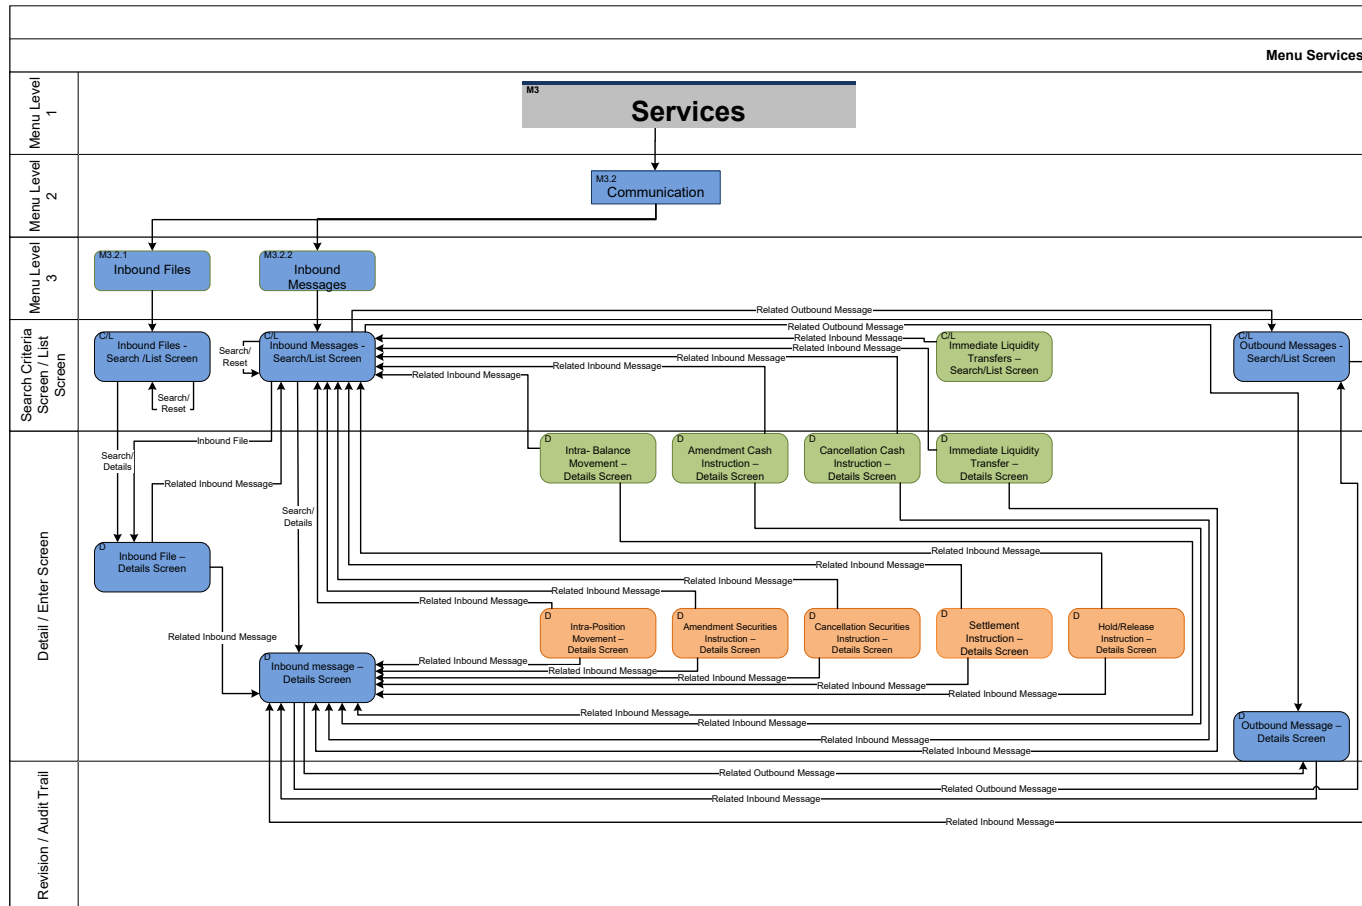 Menu Services
Menu Level
1
M3
Services
Menu Level
2
M3.2
Communication
Menu Level
3
M3.2.1
Inbound Files
M3.2.2
Inbound
Messages
Search Criteria
Screen / List
Screen
Related Outbound Message
Related Outbound Message
Related Inbound Message
Related Inbound Message
Related Inbound Message
Related Inbound Message
Related Inbound Message
C/L
Inbound Files -
Search /List Screen
Search/
Reset
C/L
Inbound Messages -
Search/List Screen
Search/
Reset
C/L
Immediate Liquidity
Transfers –
Search/List Screen
C/L
Outbound Messages -
Search/List Screen
Detail / Enter Screen
Inbound File
Search/
Details
Related Inbound Message
Search/
Details
D
Intra- Balance
Movement –
Details Screen
D
Amendment Cash
Instruction –
Details Screen
D
Cancellation Cash
Instruction –
Details Screen
D
Immediate Liquidity
Transfer –
Details Screen
D
Inbound File –
Details Screen
Related Inbound Message
Related Inbound Message
Related Inbound Message
Related Inbound Message
Related Inbound Message
Related Inbound Message
D
Intra-Position
Movement –
Details Screen
D
Amendment Securities
Instruction –
Details Screen
D
Cancellation Securities
Instruction –
Details Screen
D
Settlement
Instruction –
Details Screen
D
Hold/Release
Instruction –
Details Screen
D
Inbound message –
Details Screen
Related Inbound Message
Related Inbound Message
Related Inbound Message
Related Inbound Message
Related Inbound Message
Related Inbound Message
Related Inbound Message
Related Inbound Message
Related Inbound Message
D
Outbound Message –
Details Screen
Revision / Audit Trail
Related Outbound Message
Related Outbound Message
Related Inbound Message
Related Inbound Message